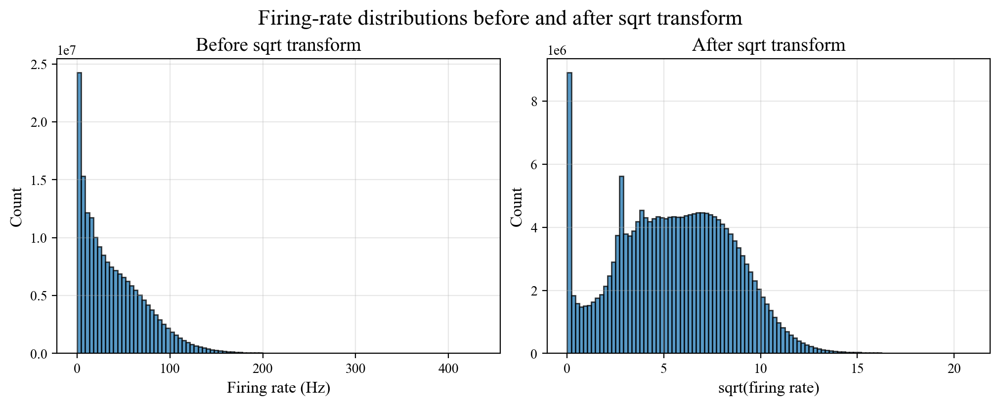 Firing-rate distributions before and after sqrt transform
Before sqrt transform
1e7
2.5
2.0
1.5
1.0
0.5
0.0
Count
0 100 200 300 400
Firing rate (Hz)
After sqrt transform
1e6
8
6
4
2
0
Count
0 5 10 15 20
sqrt(firing rate)